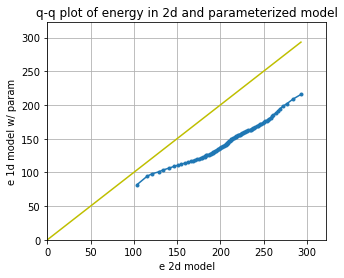 q-q plot of energy in 2d and parameterized model
e 1d model w/ param
300
250
200
150
100
50
0
0 50 100 150 200 250 300
e 2d model